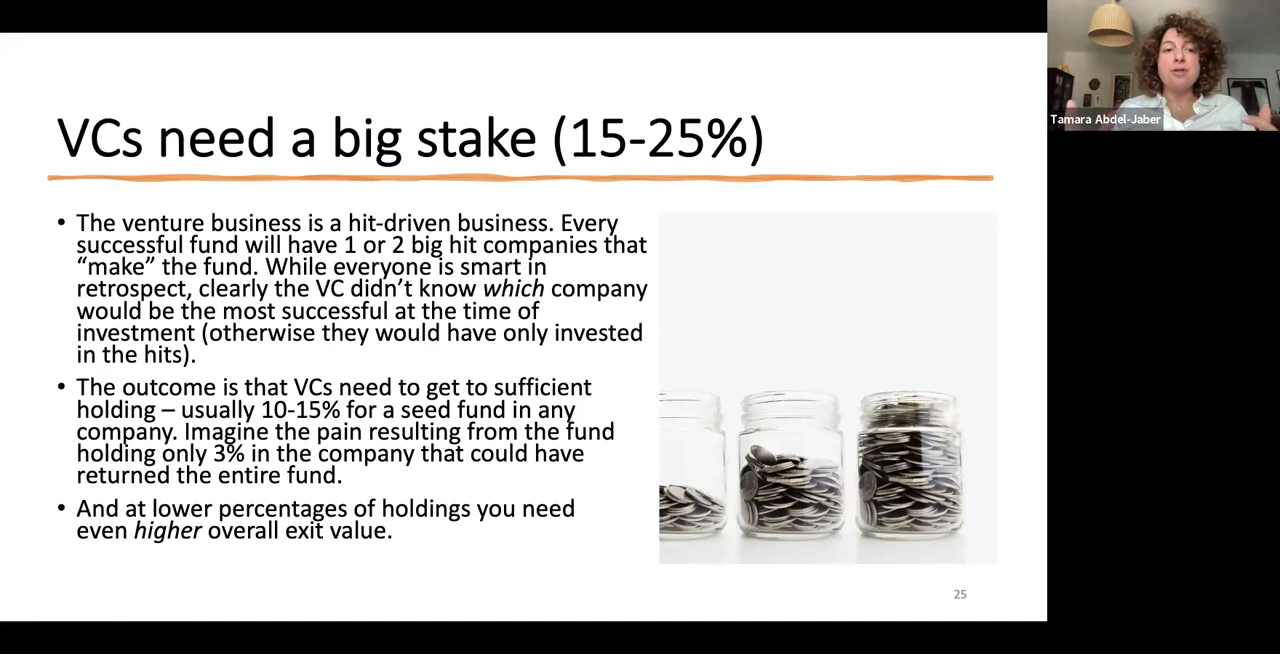 VCs need a big stake (15-25%)
• The venture business is a hit-driven business. Every
successful fund will have 1 or 2 big hit companies that
“make” the fund. While everyone is smart in
retrospect, clearly the VC didn’t know which company
would be the most successful at the time of
investment (otherwise they would have only invested
in the hits).
• The outcome is that VCs need to get to sufficient
holding – usually 10-15% for a seed fund in any
company. Imagine the pain resulting from the fund
holding only 3% in the company that could have
returned the entire fund.
• And at lower percentages of holdings you need
even higher overall exit value.
25
Tamara Abdel-Jaber